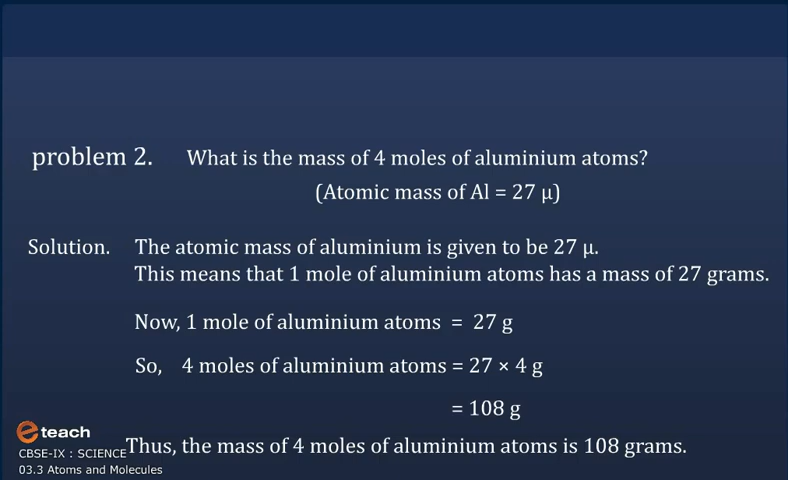 problem 2. What is the mass of 4 moles of aluminium atoms?
(Atomic mass of Al = 27 μ)
Solution. The atomic mass of aluminium is given to be 27 μ.
This means that 1 mole of aluminium atoms has a mass of 27 grams.
Now, 1 mole of aluminium atoms = 27 g
So, 4 moles of aluminium atoms = 27 × 4 g
= 108 g
Thus, the mass of 4 moles of aluminium atoms is 108 grams.
e teach
CBSE-IX : SCIENCE
03.3 Atoms and Molecules